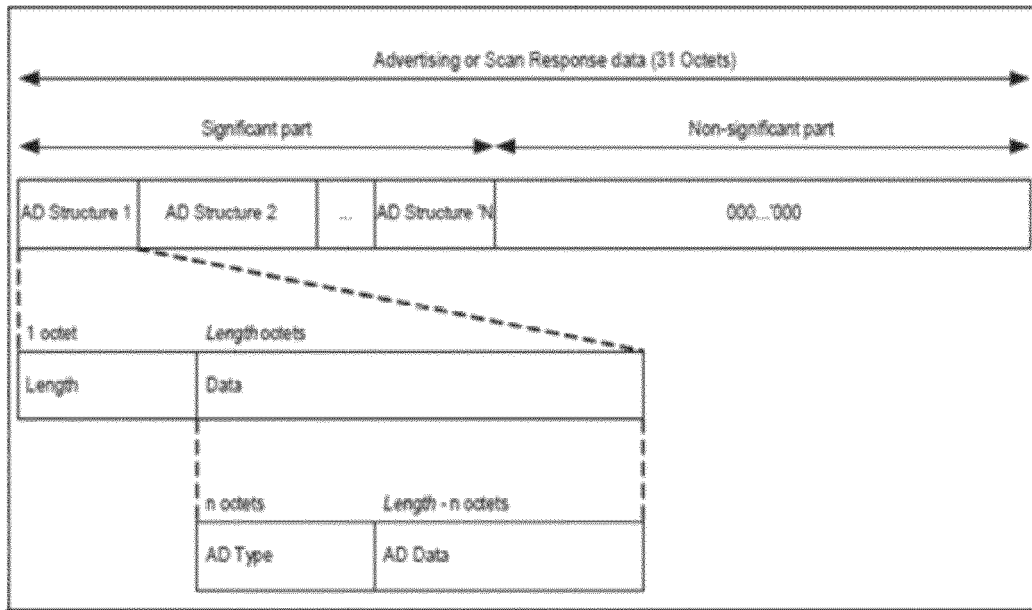 Advertising or Scan Response data (31 Octets)
Significant part Non-significant part
AD Structure 1 AD Structure 2 ... AD Structure 'N 000...'000
1 octet Length octets
Length Data
n octets Length - n octets
AD Type AD Data